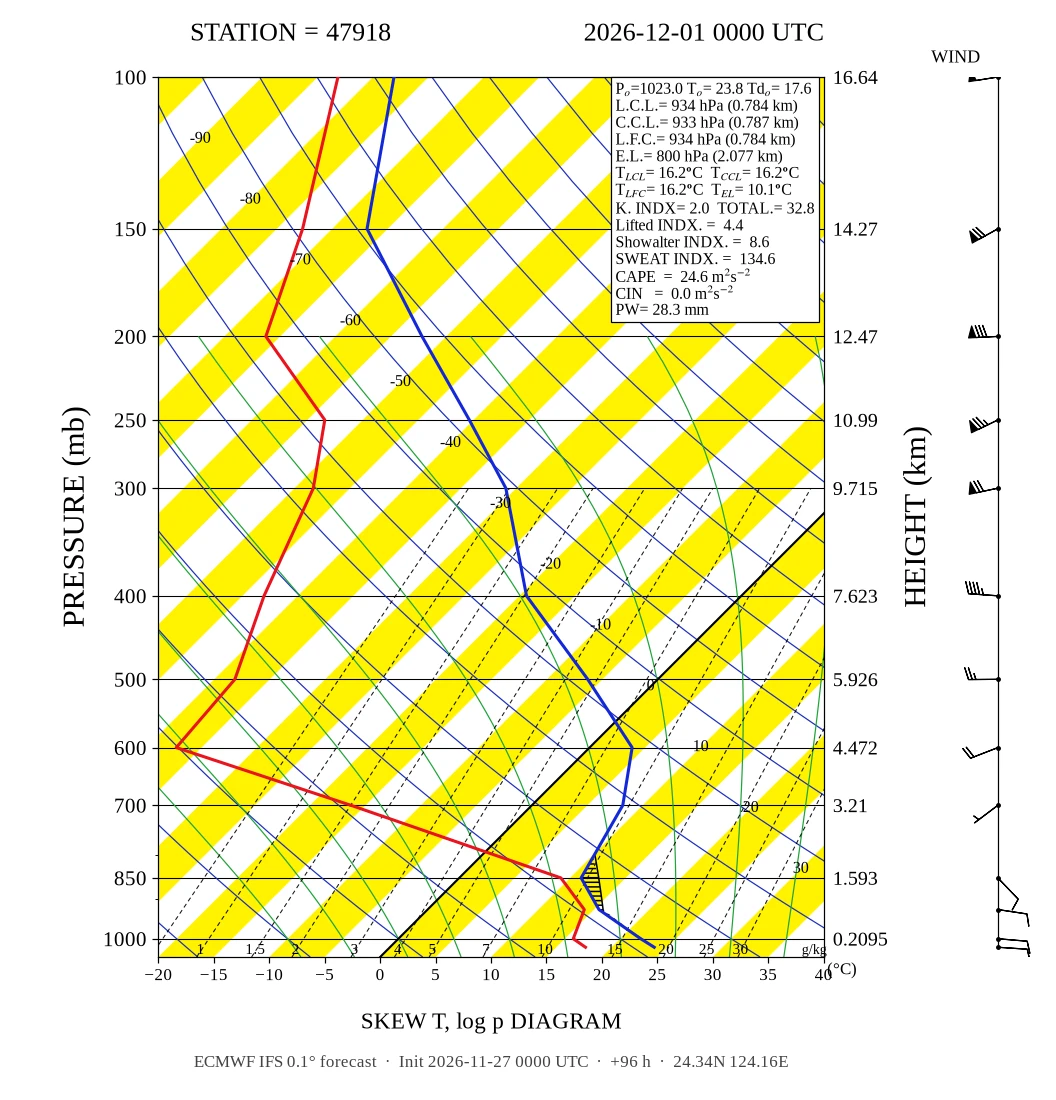 STATION = 47918
2026-12-01 0000 UTC
WIND
Pₒ=1023.0 Tₒ= 23.8 Tdₒ= 17.6
L.C.L.= 934 hPa (0.784 km)
C.C.L.= 933 hPa (0.787 km)
L.F.C.= 934 hPa (0.784 km)
E.L.= 800 hPa (2.077 km)
T_LCL= 16.2°C T_CCL= 16.2°C
T_LFC= 16.2°C T_EL= 10.1°C
K. INDX= 2.0 TOTAL.= 32.8
Lifted INDX. = 4.4
Showalter INDX. = 8.6
SWEAT INDX. = 134.6
CAPE = 24.6 m²s⁻²
CIN = 0.0 m²s⁻²
PW= 28.3 mm
PRESSURE (mb)
100
150
200
250
300
400
500
600
700
850
1000
-90
-80
-70
-60
-50
-40
-30
-20
-10
0
10
20
30
16.64
14.27
12.47
10.99
9.715
7.623
5.926
4.472
3.21
1.593
0.2095
HEIGHT (km)
1 1.5 2 3 4 5 7 10 15 20 25 30 g/kg
−20 −15 −10 −5 0 5 10 15 20 25 30 35 40 (°C)
SKEW T, log p DIAGRAM
ECMWF IFS 0.1° forecast · Init 2026-11-27 0000 UTC · +96 h · 24.34N 124.16E